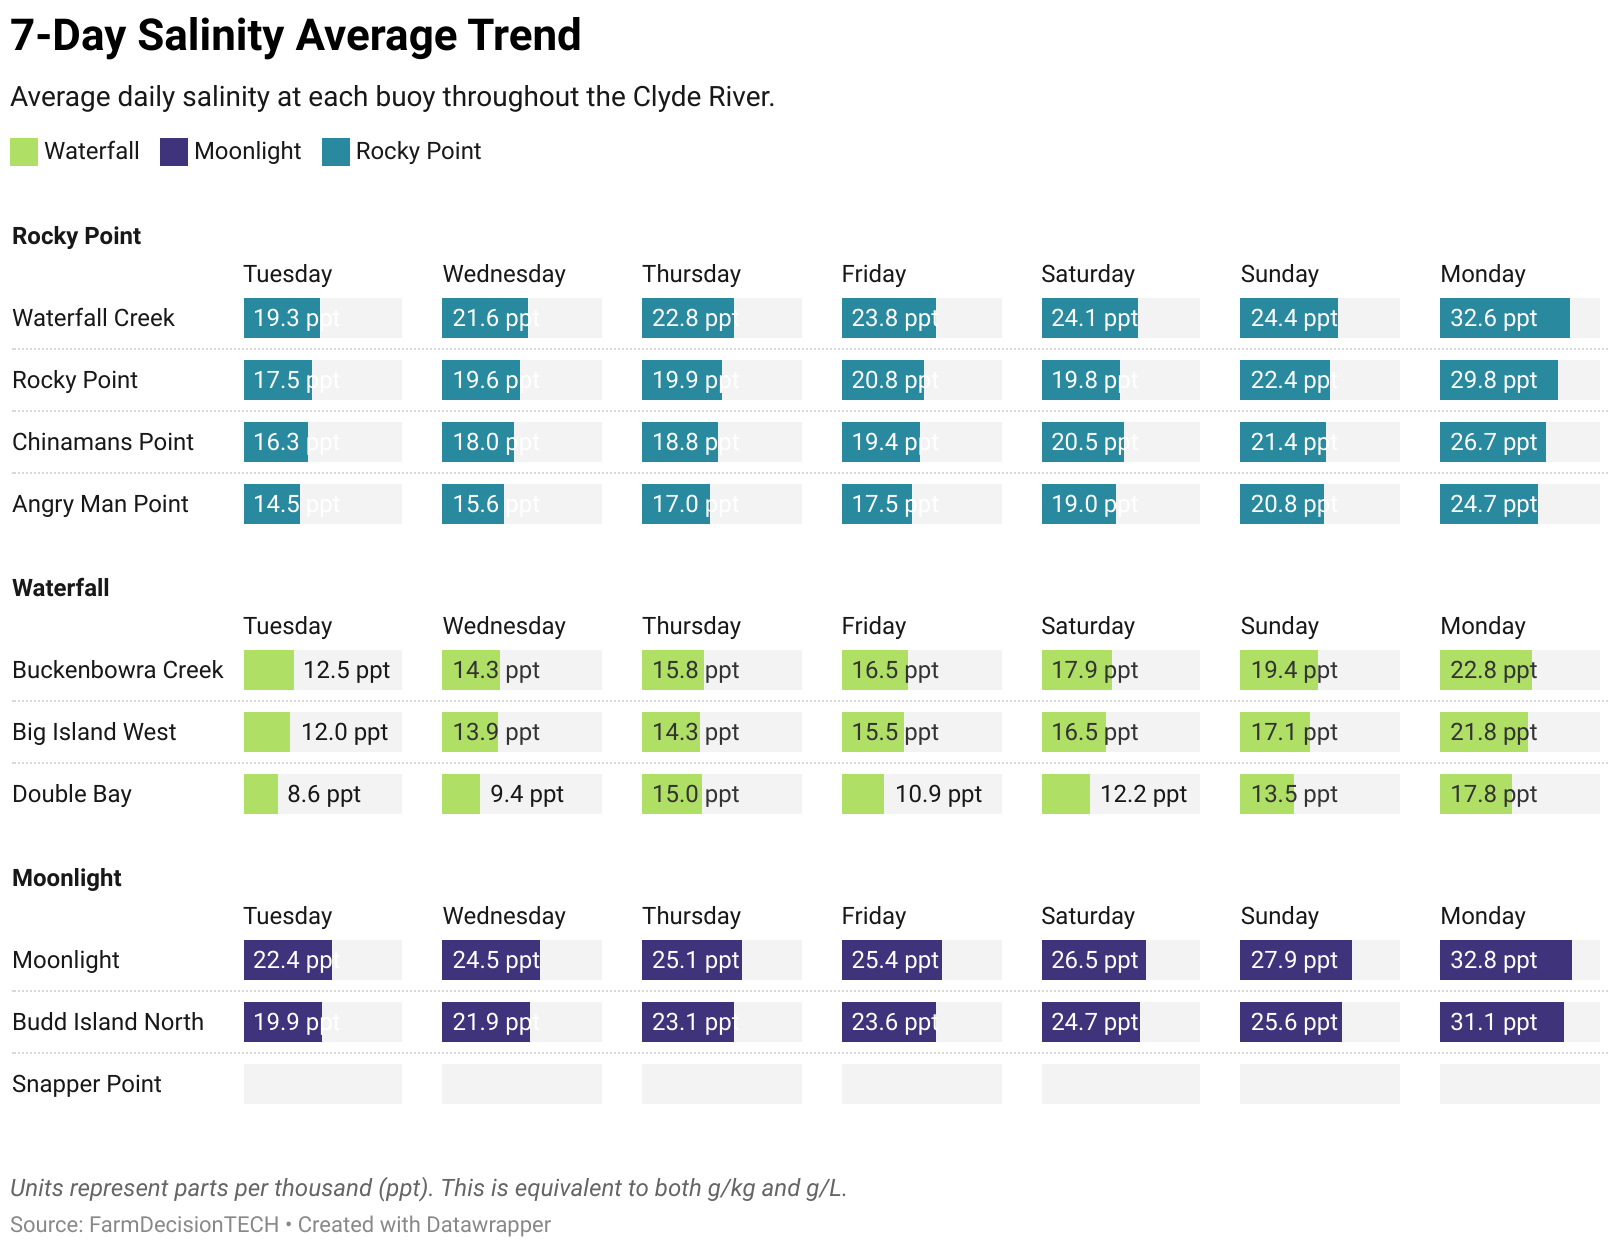 7-Day Salinity Average Trend
Average daily salinity at each buoy throughout the Clyde River.
Waterfall Moonlight Rocky Point
Rocky Point
Tuesday Wednesday Thursday Friday Saturday Sunday Monday
Waterfall Creek 19.3 ppt 21.6 ppt 22.8 ppt 23.8 ppt 24.1 ppt 24.4 ppt 32.6 ppt
Rocky Point 17.5 ppt 19.6 ppt 19.9 ppt 20.8 ppt 19.8 ppt 22.4 ppt 29.8 ppt
Chinamans Point 16.3 ppt 18.0 ppt 18.8 ppt 19.4 ppt 20.5 ppt 21.4 ppt 26.7 ppt
Angry Man Point 14.5 ppt 15.6 ppt 17.0 ppt 17.5 ppt 19.0 ppt 20.8 ppt 24.7 ppt
Waterfall
Tuesday Wednesday Thursday Friday Saturday Sunday Monday
Buckenbowra Creek 12.5 ppt 14.3 ppt 15.8 ppt 16.5 ppt 17.9 ppt 19.4 ppt 22.8 ppt
Big Island West 12.0 ppt 13.9 ppt 14.3 ppt 15.5 ppt 16.5 ppt 17.1 ppt 21.8 ppt
Double Bay 8.6 ppt 9.4 ppt 15.0 ppt 10.9 ppt 12.2 ppt 13.5 ppt 17.8 ppt
Moonlight
Tuesday Wednesday Thursday Friday Saturday Sunday Monday
Moonlight 22.4 ppt 24.5 ppt 25.1 ppt 25.4 ppt 26.5 ppt 27.9 ppt 32.8 ppt
Budd Island North 19.9 ppt 21.9 ppt 23.1 ppt 23.6 ppt 24.7 ppt 25.6 ppt 31.1 ppt
Snapper Point
Units represent parts per thousand (ppt). This is equivalent to both g/kg and g/L.
Source: FarmDecisionTECH • Created with Datawrapper